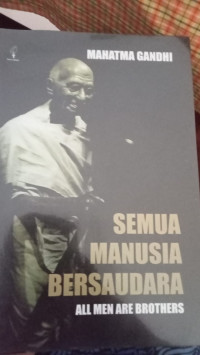 MAHATMA GANDHI
SEMUA
MANUSIA
BERSAUDARA
ALL MEN ARE BROTHERS